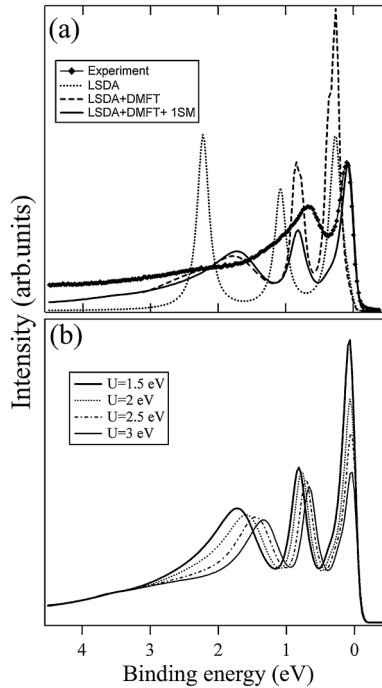 (a)
Experiment
LSDA
LSDA+DMFT
LSDA+DMFT+ 1SM
Intensity (arb.units)
(b)
U=1.5 eV
U=2 eV
U=2.5 eV
U=3 eV
4 3 2 1 0
Binding energy (eV)